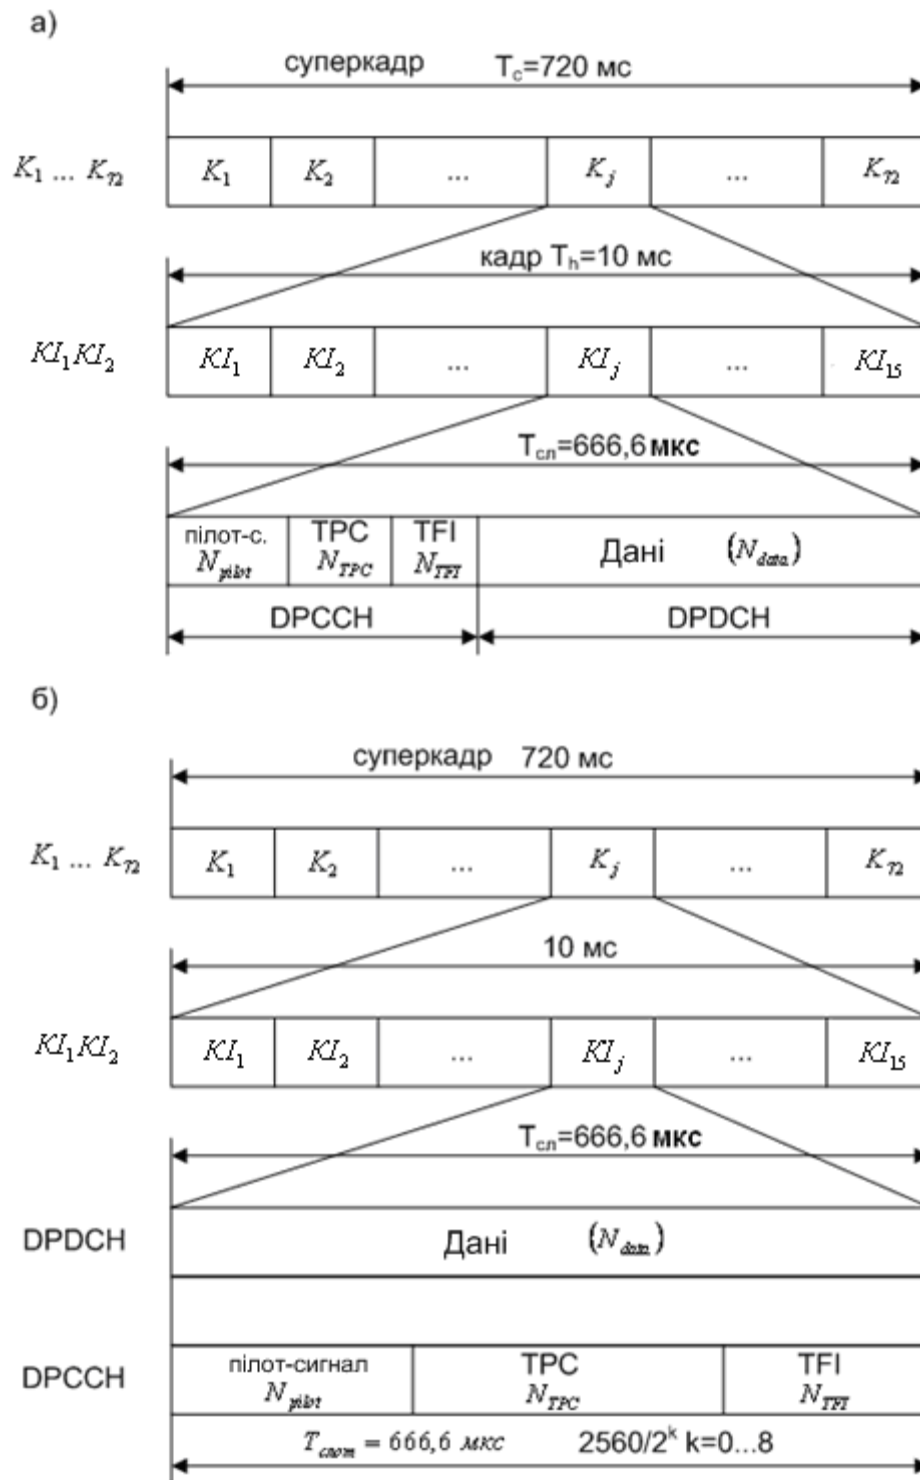 а)
суперкадр T_c=720 мс
K_1 ... K_72 K_1 K_2 ... K_j ... K_72
кадр T_h=10 мс
KI_1KI_2 KI_1 KI_2 ... KI_j ... KI_15
T_сл=666,6 мкс
пілот-с. TPC TFI Дані (N_data)
N_pilot N_TPC N_TFI
DPCCH DPDCH
б)
суперкадр 720 мс
K_1 ... K_72 K_1 K_2 ... K_j ... K_72
10 мс
KI_1KI_2 KI_1 KI_2 ... KI_j ... KI_15
T_сл=666,6 мкс
DPDCH Дані (N_data)
DPCCH пілот-сигнал TPC TFI
N_pilot N_TPC N_TFI
T_слот = 666,6 мкс 2560/2^k k=0...8